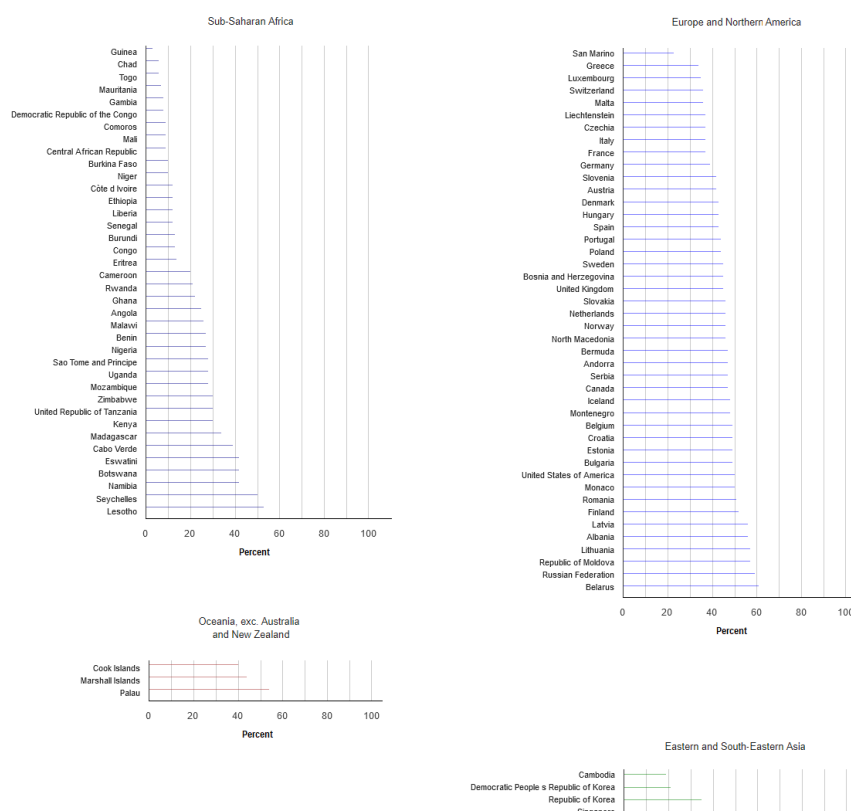 Sub-Saharan Africa
Guinea
Chad
Togo
Mauritania
Gambia
Democratic Republic of the Congo
Comoros
Mali
Central African Republic
Burkina Faso
Niger
Côte d Ivoire
Ethiopia
Liberia
Senegal
Burundi
Congo
Eritrea
Cameroon
Rwanda
Ghana
Angola
Malawi
Benin
Nigeria
Sao Tome and Principe
Uganda
Mozambique
Zimbabwe
United Republic of Tanzania
Kenya
Madagascar
Cabo Verde
Eswatini
Botswana
Namibia
Seychelles
Lesotho
0 20 40 60 80 100
Percent
Europe and Northern America
San Marino
Greece
Luxembourg
Switzerland
Malta
Liechtenstein
Czechia
Italy
France
Germany
Slovenia
Austria
Denmark
Hungary
Spain
Portugal
Poland
Sweden
Bosnia and Herzegovina
United Kingdom
Slovakia
Netherlands
Norway
North Macedonia
Bermuda
Andorra
Serbia
Canada
Iceland
Montenegro
Belgium
Croatia
Estonia
Bulgaria
United States of America
Monaco
Romania
Finland
Latvia
Albania
Lithuania
Republic of Moldova
Russian Federation
Belarus
0 20 40 60 80 100
Percent
Oceania, exc. Australia
and New Zealand
Cook Islands
Marshall Islands
Palau
0 20 40 60 80 100
Percent
Eastern and South-Eastern Asia
Cambodia
Democratic People s Republic of Korea
Republic of Korea